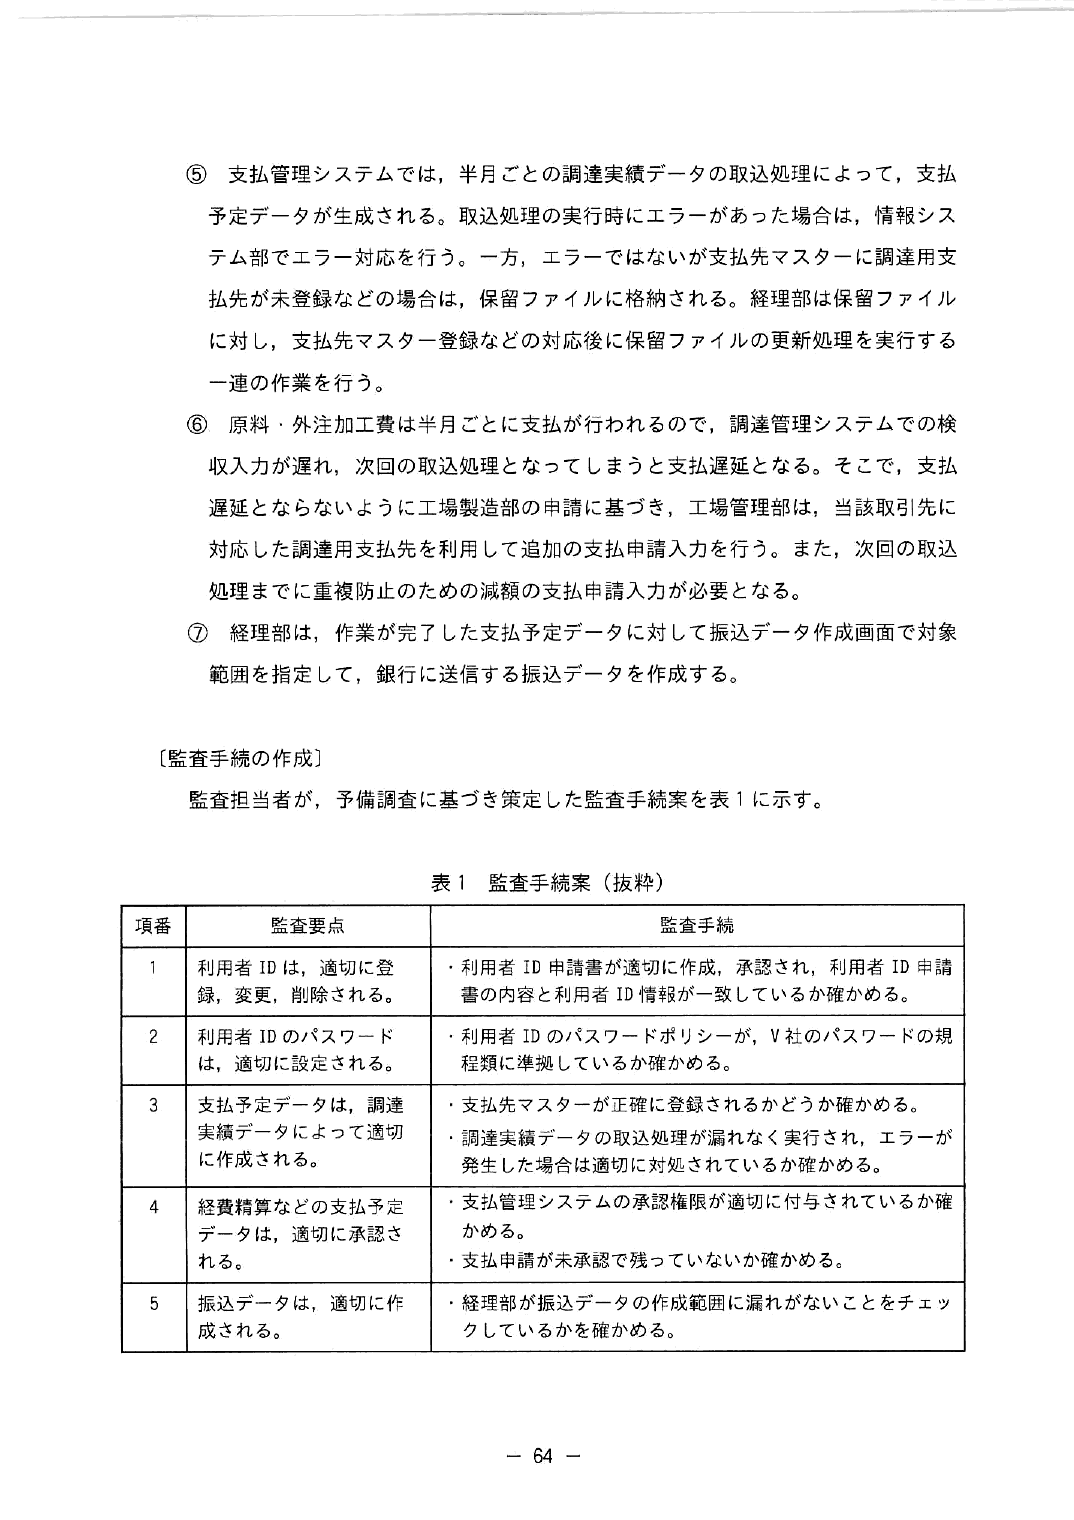 ⑤ 支払管理システムでは，半月ごとの調達実績データの取込処理によって，支払
予定データが生成される。取込処理の実行時にエラーがあった場合は，情報シス
テム部でエラー対応を行う。一方，エラーではないが支払先マスターに調達用支
払先が未登録などの場合は，保留ファイルに格納される。経理部は保留ファイル
に対し，支払先マスター登録などの対応後に保留ファイルの更新処理を実行する
一連の作業を行う。
⑥ 原料・外注加工費は半月ごとに支払が行われるので，調達管理システムでの検
収入力が遅れ，次回の取込処理となってしまうと支払遅延となる。そこで，支払
遅延とならないように工場製造部の申請に基づき，工場管理部は，当該取引先に
対応した調達用支払先を利用して追加の支払申請入力を行う。また，次回の取込
処理までに重複防止のための減額の支払申請入力が必要となる。
⑦ 経理部は，作業が完了した支払予定データに対して振込データ作成画面で対象
範囲を指定して，銀行に送信する振込データを作成する。
〔監査手続の作成〕
監査担当者が，予備調査に基づき策定した監査手続案を表1に示す。
表1 監査手続案（抜粋）
項番 監査要点 監査手続
1 利用者IDは，適切に登 ・利用者ID申請書が適切に作成，承認され，利用者ID申請
録，変更，削除される。 書の内容と利用者ID情報が一致しているか確かめる。
2 利用者IDのパスワード ・利用者IDのパスワードポリシーが，V社のパスワードの規
は，適切に設定される。 程類に準拠しているか確かめる。
3 支払予定データは，調達 ・支払先マスターが正確に登録されるかどうか確かめる。
実績データによって適切 ・調達実績データの取込処理が漏れなく実行され，エラーが
に作成される。 発生した場合は適切に対処されているか確かめる。
4 経費精算などの支払予定 ・支払管理システムの承認権限が適切に付与されているか確
データは，適切に承認さ かめる。
れる。 ・支払申請が未承認で残っていないか確かめる。
5 振込データは，適切に作 ・経理部が振込データの作成範囲に漏れがないことをチェッ
成される。 クしているかを確かめる。
－ 64 －